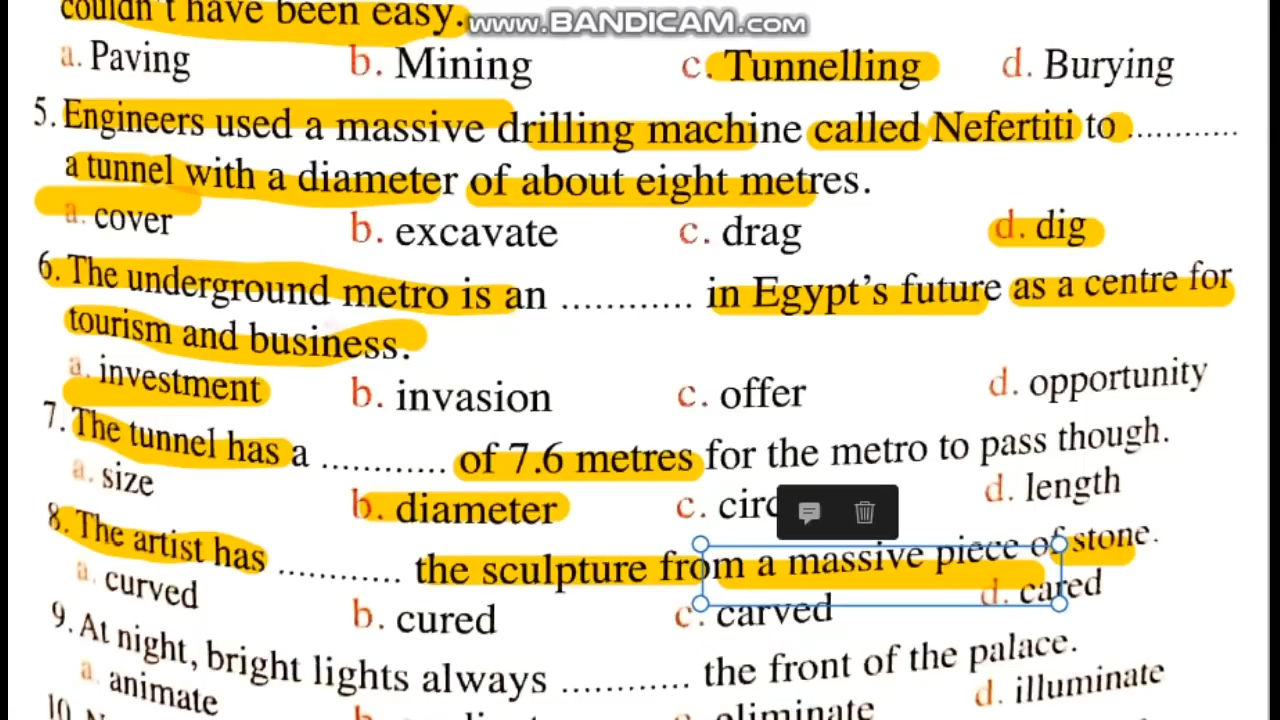 couldn't have been easy. www.BANDICAM.com
a. Paving b. Mining c. Tunnelling d. Burying
5. Engineers used a massive drilling machine called Nefertiti to ............
a tunnel with a diameter of about eight metres.
a. cover b. excavate c. drag d. dig
6. The underground metro is an ............ in Egypt's future as a centre for
tourism and business.
a. investment b. invasion c. offer d. opportunity
7. The tunnel has a ............ of 7.6 metres for the metro to pass though.
a. size b. diameter c. d. length
8. The artist has ............ the sculpture from a massive piece of stone.
a. curved b. cured c. carved d. cared
9. At night, bright lights always ............ the front of the palace.
a. animate b. eliminate d. illuminate
10.